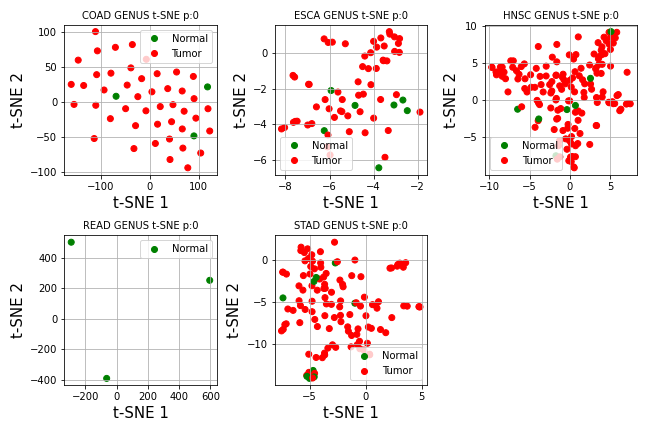 COAD GENUS t-SNE p:0
100
50
0
−50
−100
−100
0
100
t-SNE 2
t-SNE 1
Normal
Tumor
ESCA GENUS t-SNE p:0
0
−2
−4
−6
−8
−6
−4
−2
t-SNE 2
t-SNE 1
Normal
Tumor
HNSC GENUS t-SNE p:0
10
5
0
−5
−10
−5
0
5
t-SNE 2
t-SNE 1
Normal
Tumor
READ GENUS t-SNE p:0
400
200
0
−200
−400
−200
0
200
400
600
t-SNE 2
t-SNE 1
Normal
STAD GENUS t-SNE p:0
0
−5
−10
−5
0
5
t-SNE 2
t-SNE 1
Normal
Tumor